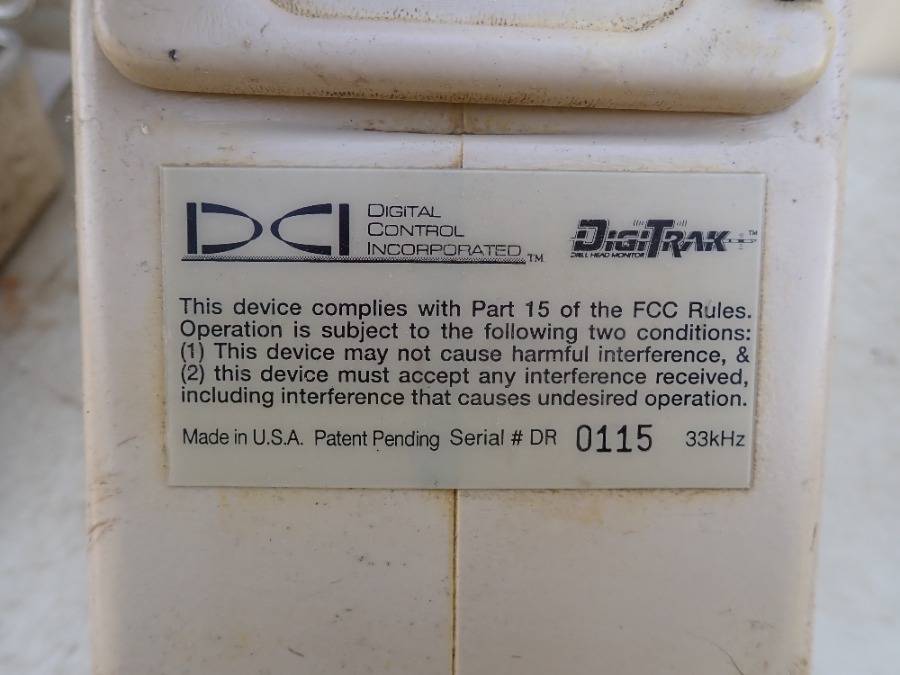 DCI DIGITAL
CONTROL
INCORPORATED™
DIGITRAK™
DRILL HEAD MONITOR
This device complies with Part 15 of the FCC Rules.
Operation is subject to the following two conditions:
(1) This device may not cause harmful interference, &
(2) this device must accept any interference received,
including interference that causes undesired operation.
Made in U.S.A. Patent Pending Serial # DR 0115 33kHz